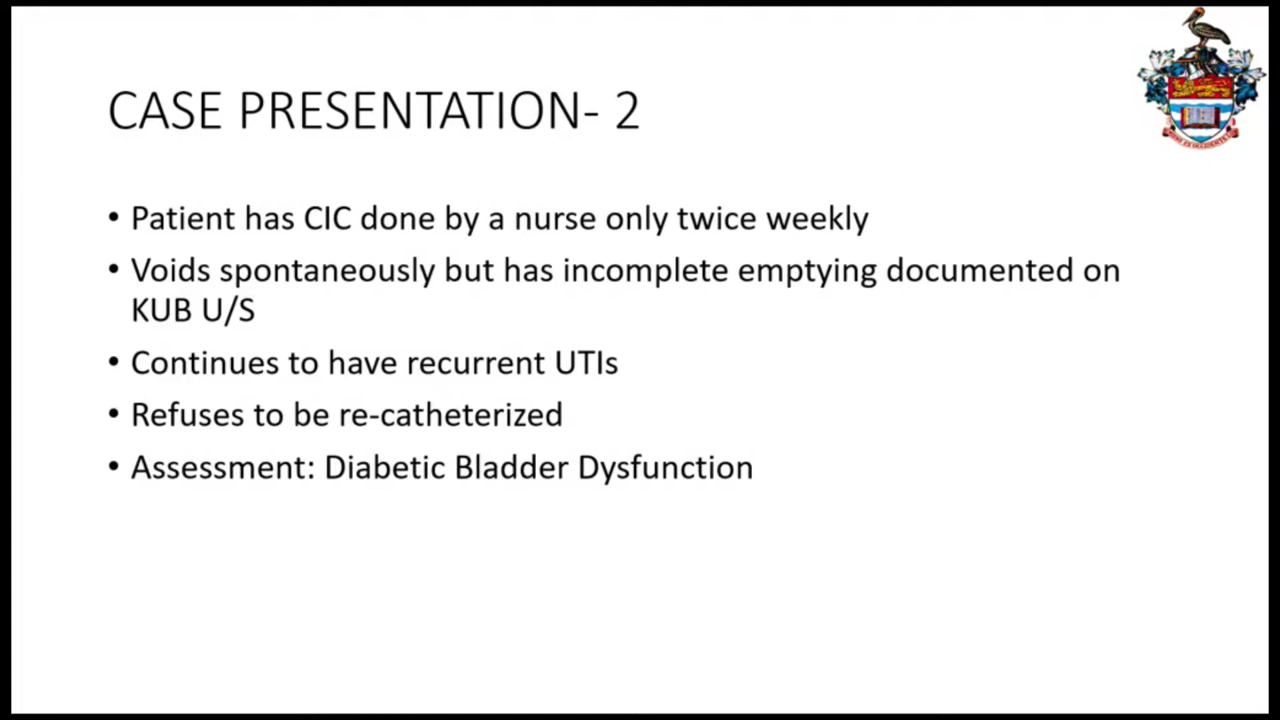 CASE PRESENTATION- 2
• Patient has CIC done by a nurse only twice weekly
• Voids spontaneously but has incomplete emptying documented on
KUB U/S
• Continues to have recurrent UTIs
• Refuses to be re-catheterized
• Assessment: Diabetic Bladder Dysfunction